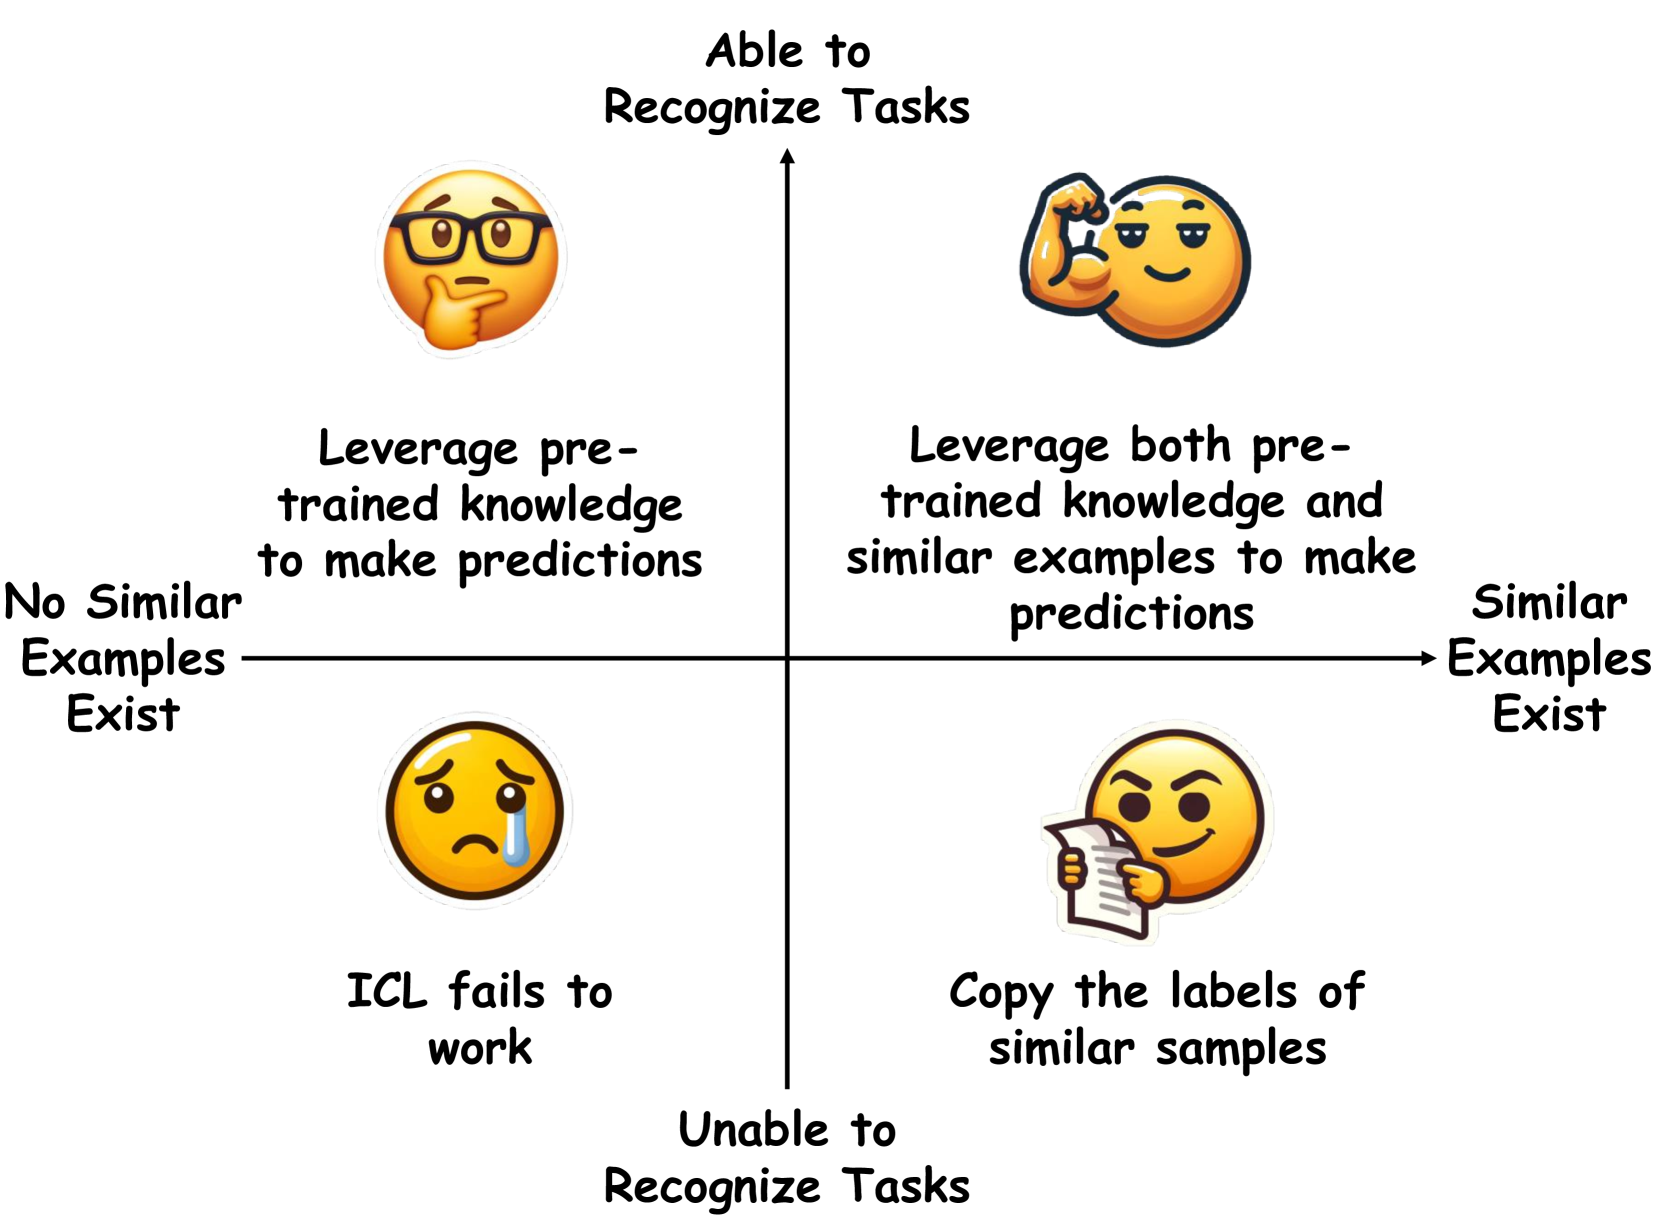 Able to
Recognize Tasks
Leverage pre-
trained knowledge
to make predictions
Leverage both pre-
trained knowledge and
similar examples to make
predictions
No Similar
Examples
Exist
Similar
Examples
Exist
ICL fails to
work
Copy the labels of
similar samples
Unable to
Recognize Tasks